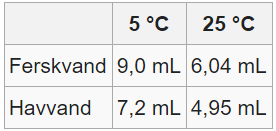 5 °C 25 °C
Ferskvand 9,0 mL 6,04 mL
Havvand 7,2 mL 4,95 mL